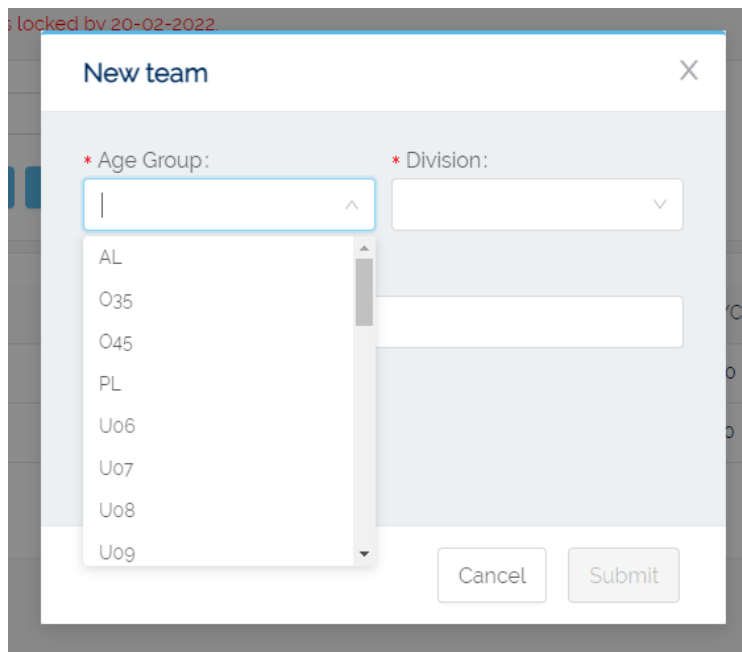 locked by 20-02-2022.
New team
* Age Group:
* Division:
AL
O35
O45
PL
U06
U07
U08
U09
Cancel
Submit